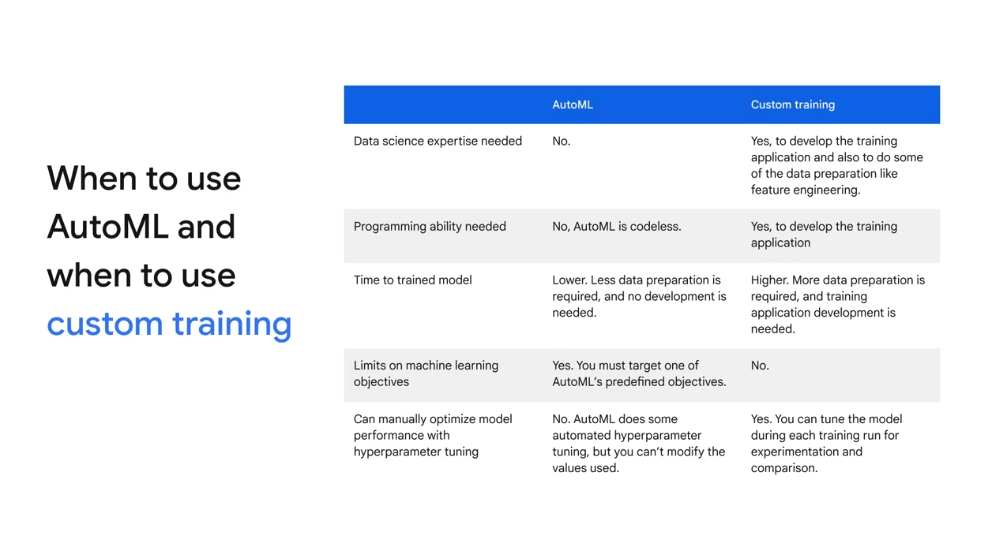 When to use
AutoML and
when to use
custom training
AutoML
Custom training
Data science expertise needed
No.
Yes, to develop the training
application and also to do some
of the data preparation like
feature engineering.
Programming ability needed
No, AutoML is codeless.
Yes, to develop the training
application
Time to trained model
Lower. Less data preparation is
required, and no development is
needed.
Higher. More data preparation is
required, and training
application development is
needed.
Limits on machine learning
objectives
Yes. You must target one of
AutoML’s predefined objectives.
No.
Can manually optimize model
performance with
hyperparameter tuning
No. AutoML does some
automated hyperparameter
tuning, but you can’t modify the
values used.
Yes. You can tune the model
during each training run for
experimentation and
comparison.